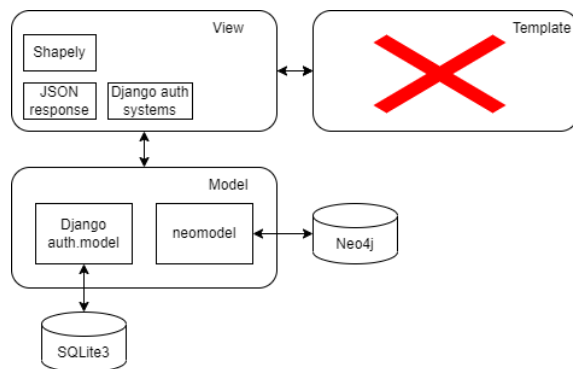 View
Template
Shapely
JSON
response
Django auth
systems
Model
Django
auth.model
neomodel
Neo4j
SQLite3